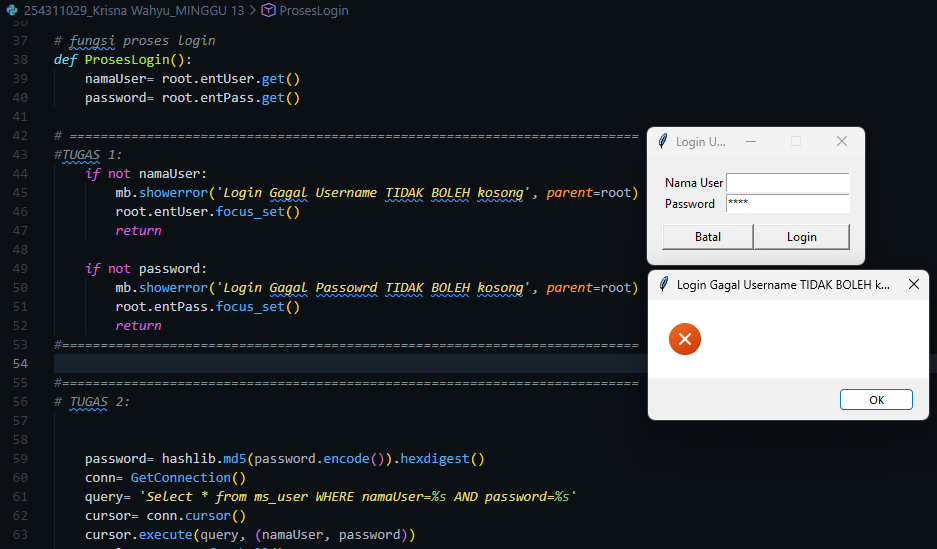 254311029_Krisna Wahyu_MINGGU 13 > ProsesLogin
36
37 # fungsi proses login
38 def ProsesLogin():
39 namaUser= root.entUser.get()
40 password= root.entPass.get()
41
42 # =========================================================================
43 #TUGAS 1:
44 if not namaUser:
45 mb.showerror('Login Gagal Username TIDAK BOLEH kosong', parent=root)
46 root.entUser.focus_set()
47 return
48
49 if not password:
50 mb.showerror('Login Gagal Passowrd TIDAK BOLEH kosong', parent=root)
51 root.entPass.focus_set()
52 return
53 #==========================================================================
54
55 #==========================================================================
56 # TUGAS 2:
57
58
59 password= hashlib.md5(password.encode()).hexdigest()
60 conn= GetConnection()
61 query= 'Select * from ms_user WHERE namaUser=%s AND password=%s'
62 cursor= conn.cursor()
63 cursor.execute(query, (namaUser, password))
Login U...
Nama User
Password ****
Batal Login
Login Gagal Username TIDAK BOLEH k...
OK